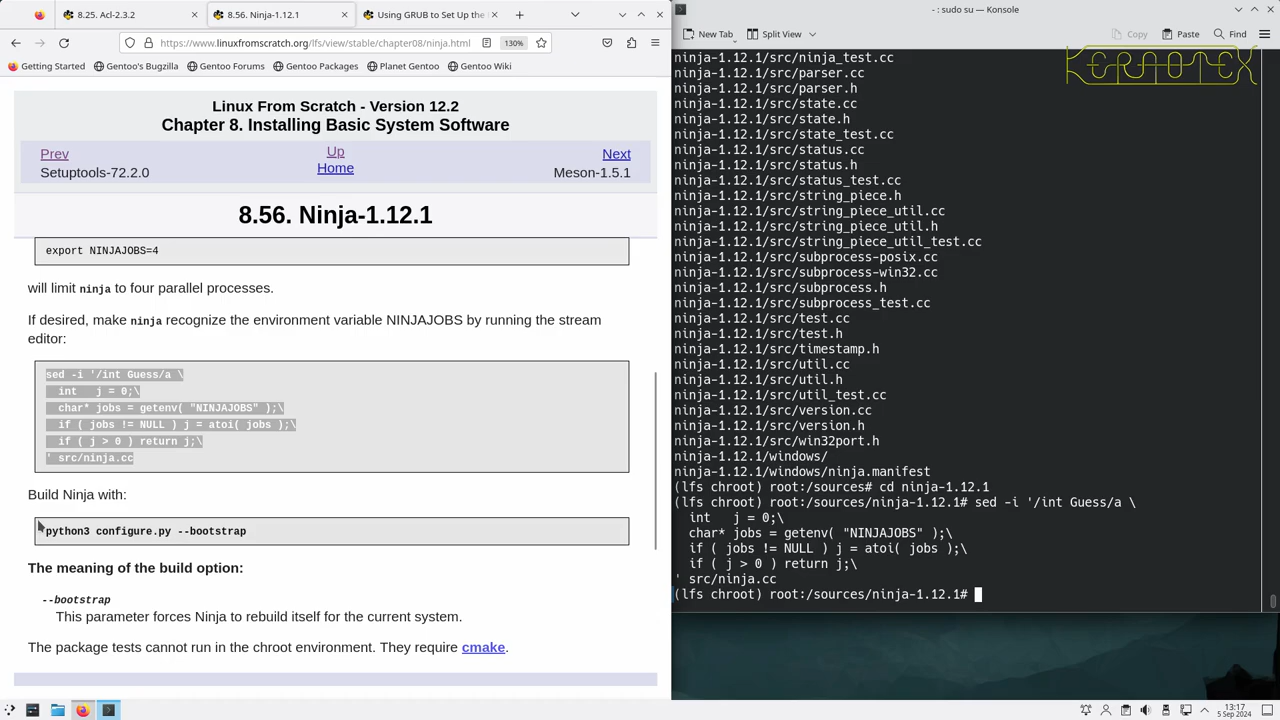 8.25. Acl-2.3.2
8.56. Ninja-1.12.1
Using GRUB to Set Up the
https://www.linuxfromscratch.org/lfs/view/stable/chapter08/ninja.html
130%
Getting Started
Gentoo's Bugzilla
Gentoo Forums
Gentoo Packages
Planet Gentoo
Gentoo Wiki
Linux From Scratch - Version 12.2
Chapter 8. Installing Basic System Software
Prev
Up
Next
Setuptools-72.2.0
Home
Meson-1.5.1
8.56. Ninja-1.12.1
export NINJAJOBS=4
will limit ninja to four parallel processes.
If desired, make ninja recognize the environment variable NINJAJOBS by running the stream
editor:
sed -i '/int Guess/a \
int   j = 0;\
char* jobs = getenv( "NINJAJOBS" );\
if ( jobs != NULL ) j = atoi( jobs );\
if ( j > 0 ) return j;\
' src/ninja.cc
Build Ninja with:
python3 configure.py --bootstrap
The meaning of the build option:
--bootstrap
This parameter forces Ninja to rebuild itself for the current system.
The package tests cannot run in the chroot environment. They require cmake.
- : sudo su — Konsole
New Tab
Split View
Copy
Paste
Find
KERAOTEX
ninja-1.12.1/src/ninja_test.cc
ninja-1.12.1/src/parser.cc
ninja-1.12.1/src/parser.h
ninja-1.12.1/src/state.cc
ninja-1.12.1/src/state.h
ninja-1.12.1/src/state_test.cc
ninja-1.12.1/src/status.cc
ninja-1.12.1/src/status.h
ninja-1.12.1/src/status_test.cc
ninja-1.12.1/src/string_piece.h
ninja-1.12.1/src/string_piece_util.cc
ninja-1.12.1/src/string_piece_util.h
ninja-1.12.1/src/string_piece_util_test.cc
ninja-1.12.1/src/subprocess-posix.cc
ninja-1.12.1/src/subprocess-win32.cc
ninja-1.12.1/src/subprocess.h
ninja-1.12.1/src/subprocess_test.cc
ninja-1.12.1/src/test.cc
ninja-1.12.1/src/test.h
ninja-1.12.1/src/timestamp.h
ninja-1.12.1/src/util.cc
ninja-1.12.1/src/util.h
ninja-1.12.1/src/util_test.cc
ninja-1.12.1/src/version.cc
ninja-1.12.1/src/version.h
ninja-1.12.1/src/win32port.h
ninja-1.12.1/windows/
ninja-1.12.1/windows/ninja.manifest
(lfs chroot) root:/sources# cd ninja-1.12.1
(lfs chroot) root:/sources/ninja-1.12.1# sed -i '/int Guess/a \
int   j = 0;\
char* jobs = getenv( "NINJAJOBS" );\
if ( jobs != NULL ) j = atoi( jobs );\
if ( j > 0 ) return j;\
' src/ninja.cc
(lfs chroot) root:/sources/ninja-1.12.1#
13:17
5 Sep 2024